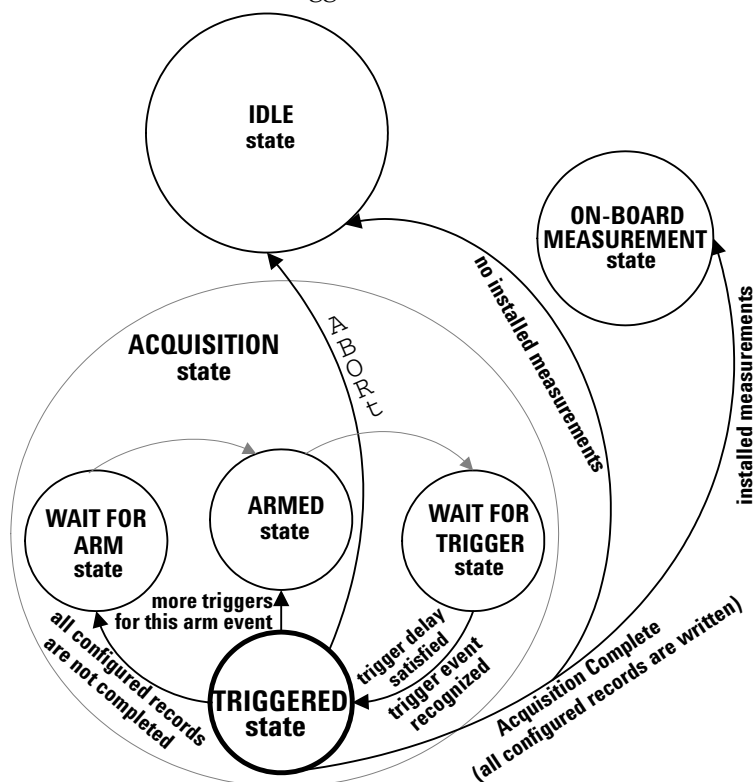 IDLE
state
ON-BOARD
MEASUREMENT
state
no installed measurements
installed measurements
ABORt
ACQUISITION
state
WAIT FOR
ARM
state
ARMED
state
WAIT FOR
TRIGGER
state
more triggers
for this arm event
all configured records
are not completed
trigger delay
satisfied
trigger event
recognized
TRIGGERED
state
Acquisition Complete
(all configured records are written)